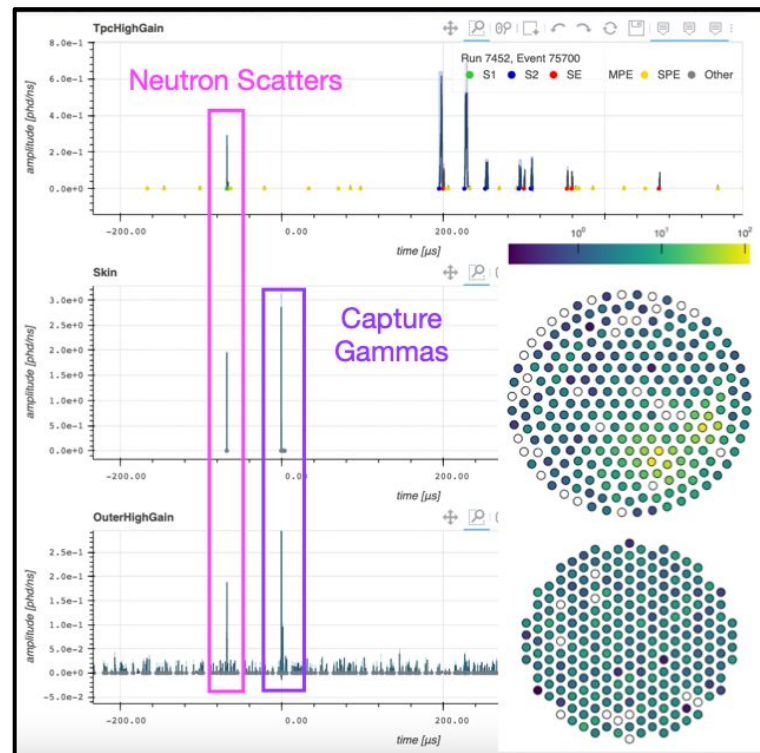 TpcHighGain
8.0e-1
6.0e-1
4.0e-1
2.0e-1
0.0e+0
amplitude [phd/ns]
Neutron Scatters
Run 7452, Event 75700
S1 S2 SE MPE SPE Other
-200.00 0.00 200.00
time [µs]
10⁰ 10¹ 10²
Skin
3.0e+0
2.5e+0
2.0e+0
1.5e+0
1.0e+0
5.0e-1
0.0e+0
amplitude [phd/ns]
Capture
Gammas
-200.00 0.00 200.00
time [µs]
OuterHighGain
2.5e-1
2.0e-1
1.5e-1
1.0e-1
5.0e-2
0.0e+0
-5.0e-2
amplitude [phd/ns]
-200.00 0.00 200.00
time [µs]